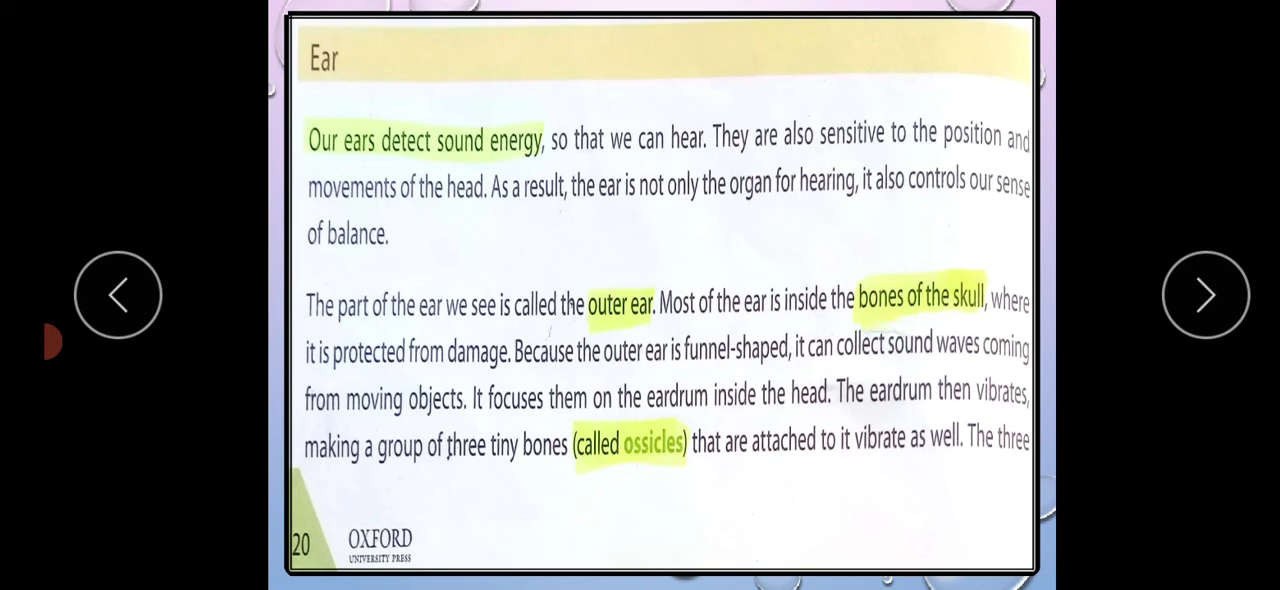 Ear
Our ears detect sound energy, so that we can hear. They are also sensitive to the position and
movements of the head. As a result, the ear is not only the organ for hearing, it also controls our sense
of balance.
The part of the ear we see is called the outer ear. Most of the ear is inside the bones of the skull, where
it is protected from damage. Because the outer ear is funnel-shaped, it can collect sound waves coming
from moving objects. It focuses them on the eardrum inside the head. The eardrum then vibrates,
making a group of three tiny bones (called ossicles) that are attached to it vibrate as well. The three
20
OXFORD
UNIVERSITY PRESS